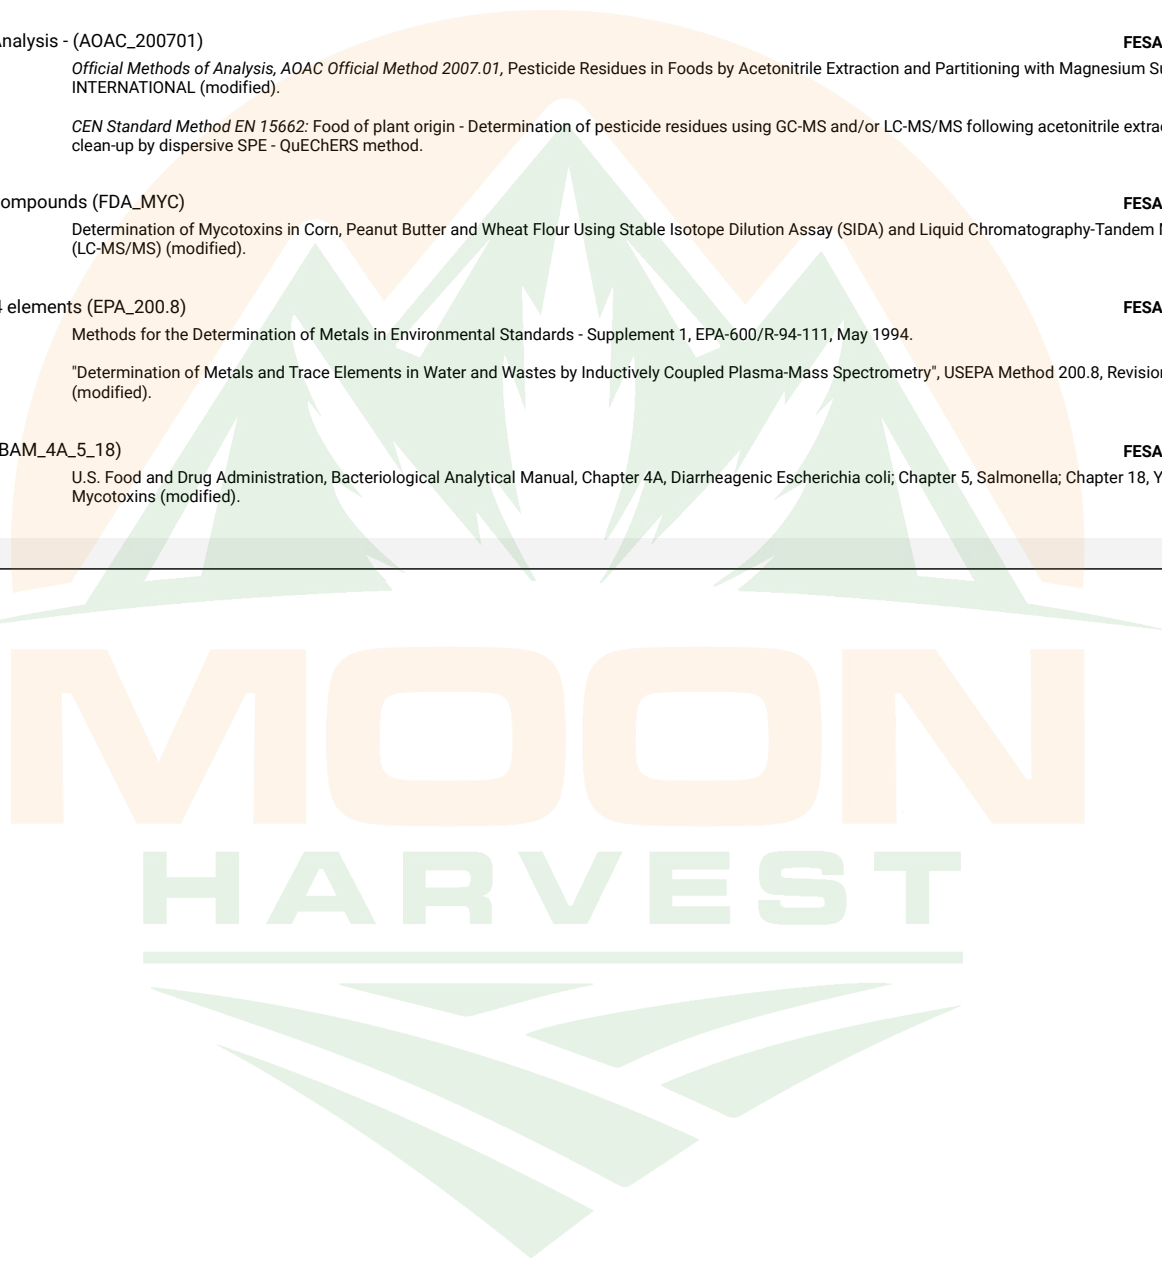 nalysis - (AOAC_200701) FESA
Official Methods of Analysis, AOAC Official Method 2007.01, Pesticide Residues in Foods by Acetonitrile Extraction and Partitioning with Magnesium
INTERNATIONAL (modified).
CEN Standard Method EN 15662: Food of plant origin - Determination of pesticide residues using GC-MS and/or LC-MS/MS following acetonitrile
clean-up by dispersive SPE - QuEChERS method.
ompounds (FDA_MYC) FESA
Determination of Mycotoxins in Corn, Peanut Butter and Wheat Flour Using Stable Isotope Dilution Assay (SIDA) and Liquid Chromatography-Tandem
(LC-MS/MS) (modified).
elements (EPA_200.8) FESA
Methods for the Determination of Metals in Environmental Standards - Supplement 1, EPA-600/R-94-111, May 1994.
"Determination of Metals and Trace Elements in Water and Wastes by Inductively Coupled Plasma-Mass Spectrometry", USEPA Method 200.8, Revision
(modified).
BAM_4A_5_18) FESA
U.S. Food and Drug Administration, Bacteriological Analytical Manual, Chapter 4A, Diarrheagenic Escherichia coli; Chapter 5, Salmonella; Chapter 18,
Mycotoxins (modified).
MOON
HARVEST